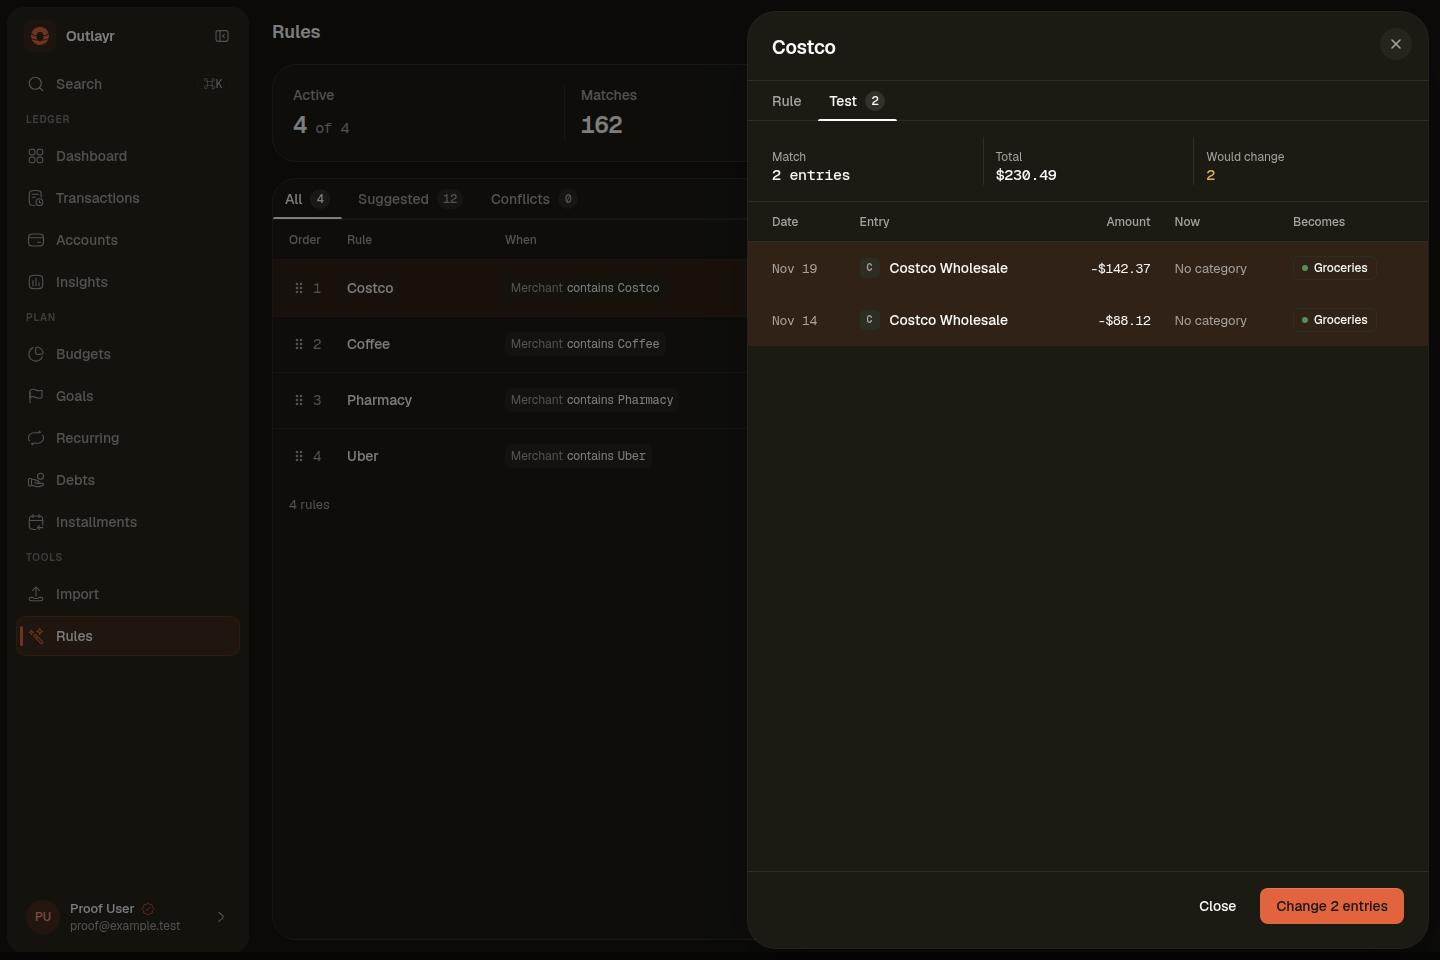 Outlayr
Search ⌘K
LEDGER
Dashboard
Transactions
Accounts
Insights
PLAN
Budgets
Goals
Recurring
Debts
Installments
TOOLS
Import
Rules
PU
Proof User
proof@example.test
Rules
Active
4 of 4
Matches
162
All 4 Suggested 12 Conflicts 0
Order Rule When
1 Costco Merchant contains Costco
2 Coffee Merchant contains Coffee
3 Pharmacy Merchant contains Pharmacy
4 Uber Merchant contains Uber
4 rules
Costco
Rule Test 2
Match Total Would change
2 entries $230.49 2
Date Entry Amount Now Becomes
Nov 19 C Costco Wholesale -$142.37 No category Groceries
Nov 14 C Costco Wholesale -$88.12 No category Groceries
Close Change 2 entries